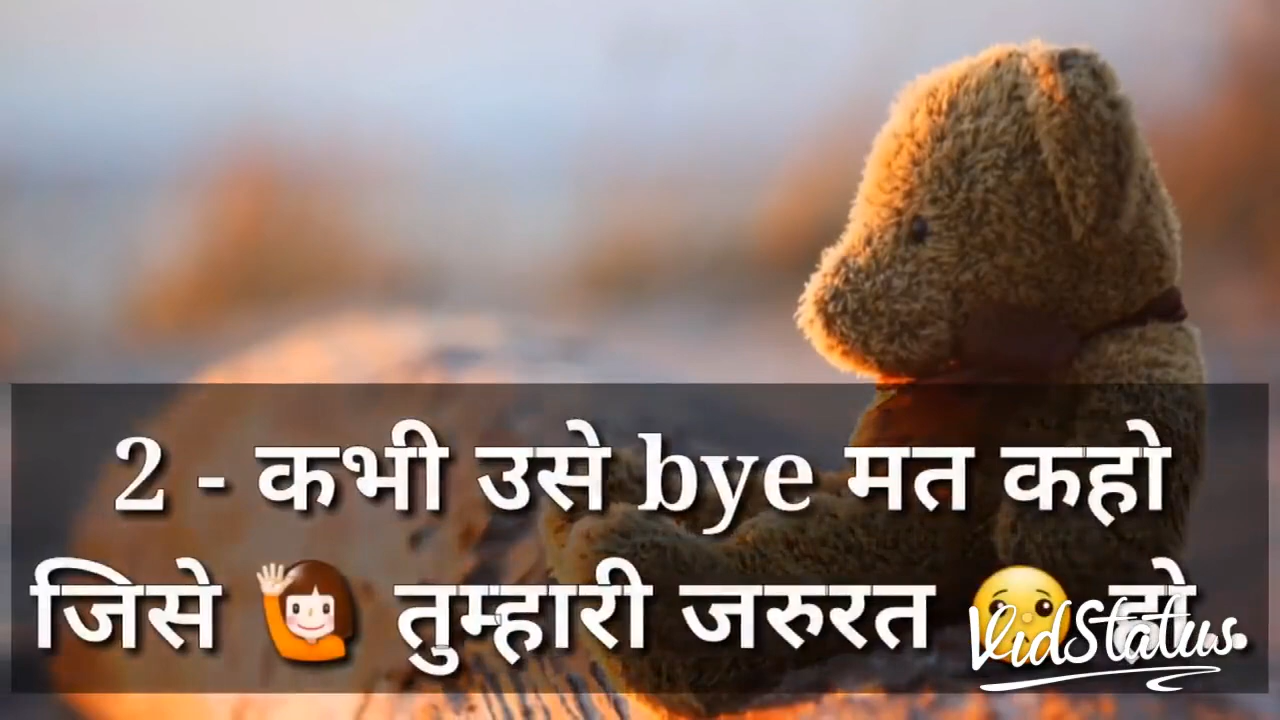 2 - कभी उसे bye मत कहो
जिसे 🙋 तुम्हारी जरुरत 🙁 हो..
VidStatus